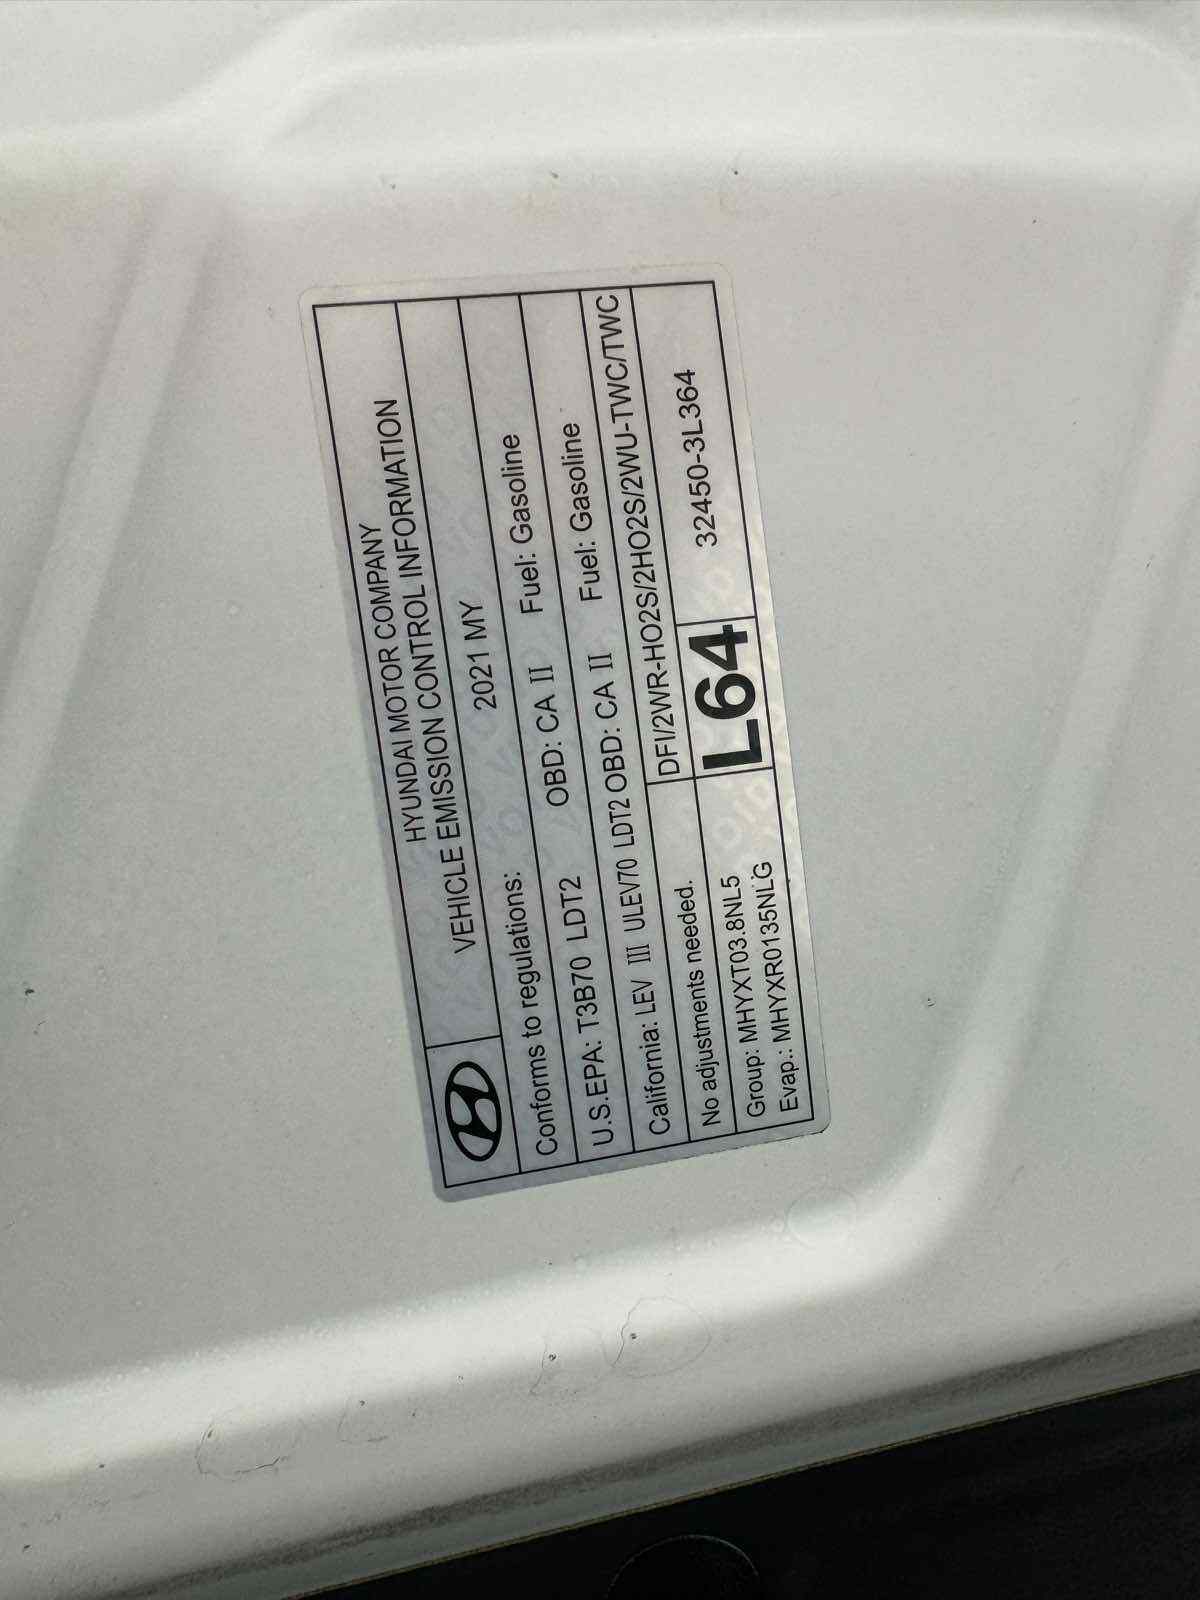 HYUNDAI MOTOR COMPANY
VEHICLE EMISSION CONTROL INFORMATION
2021 MY
Conforms to regulations:
U.S.EPA: T3B70 LDT2 OBD: CA II Fuel: Gasoline
California: LEV III ULEV70 LDT2 OBD: CA II Fuel: Gasoline
No adjustments needed. DFI/2WR-HO2S/2HO2S/2WU-TWC/TWC
Group: MHYXT03.8NL5
Evap.: MHYXR0135NLG
L64
32450-3L364